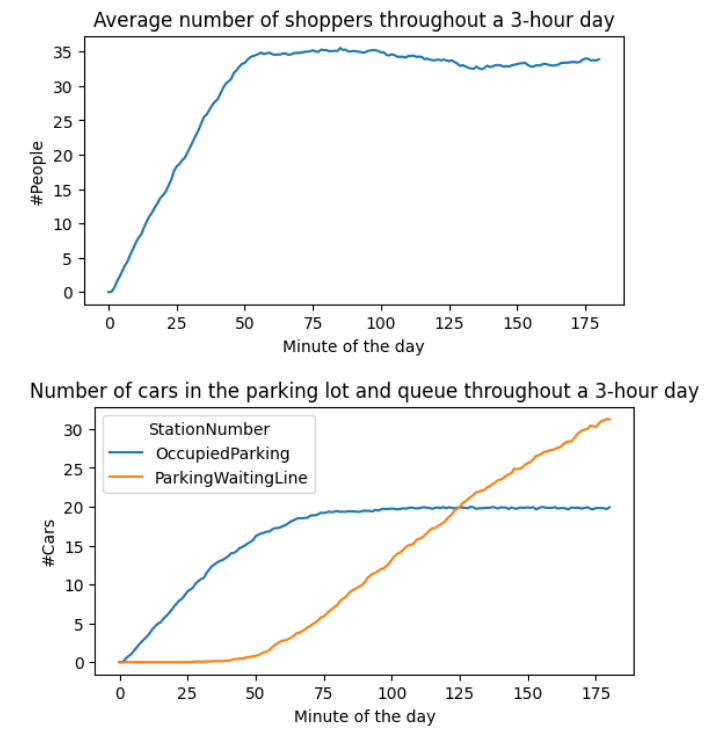 Average number of shoppers throughout a 3-hour day
35
30
25
20
15
10
5
0
#People
0 25 50 75 100 125 150 175
Minute of the day
Number of cars in the parking lot and queue throughout a 3-hour day
StationNumber
OccupiedParking
ParkingWaitingLine
30
25
20
15
10
5
0
#Cars
0 25 50 75 100 125 150 175
Minute of the day